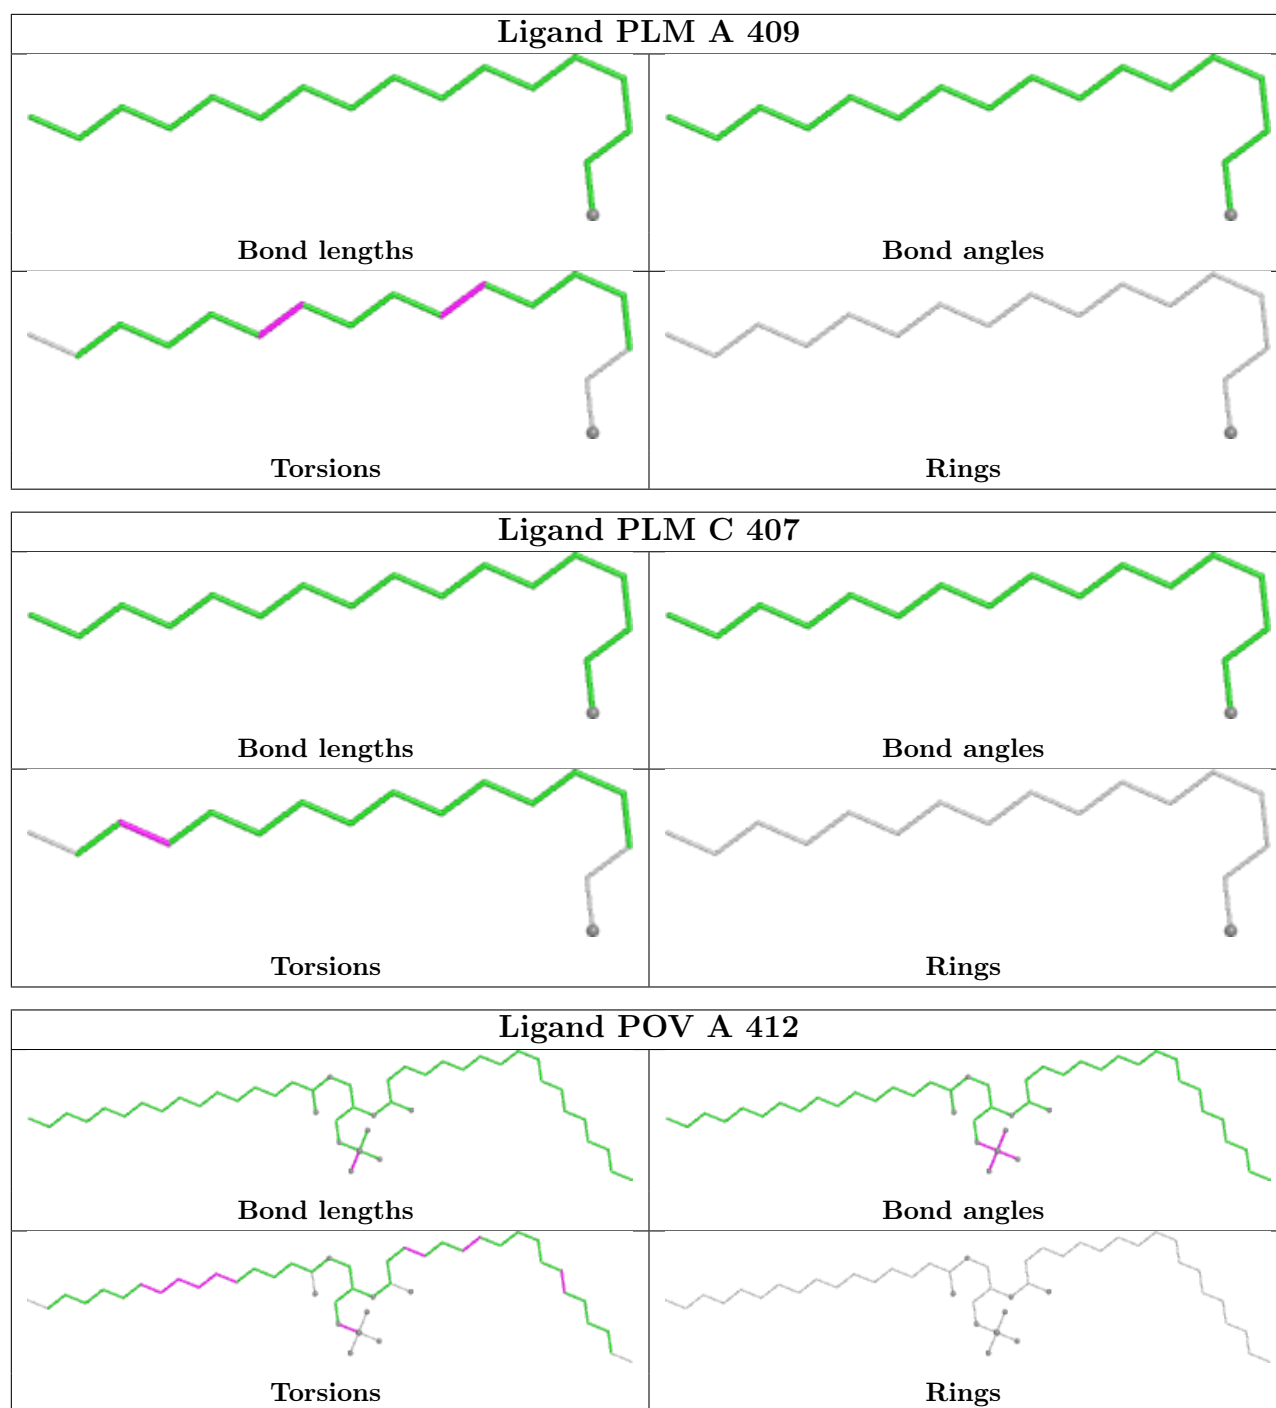 Ligand PLM A 409
Bond lengths
Bond angles
Torsions
Rings
Ligand PLM C 407
Bond lengths
Bond angles
Torsions
Rings
Ligand POV A 412
Bond lengths
Bond angles
Torsions
Rings